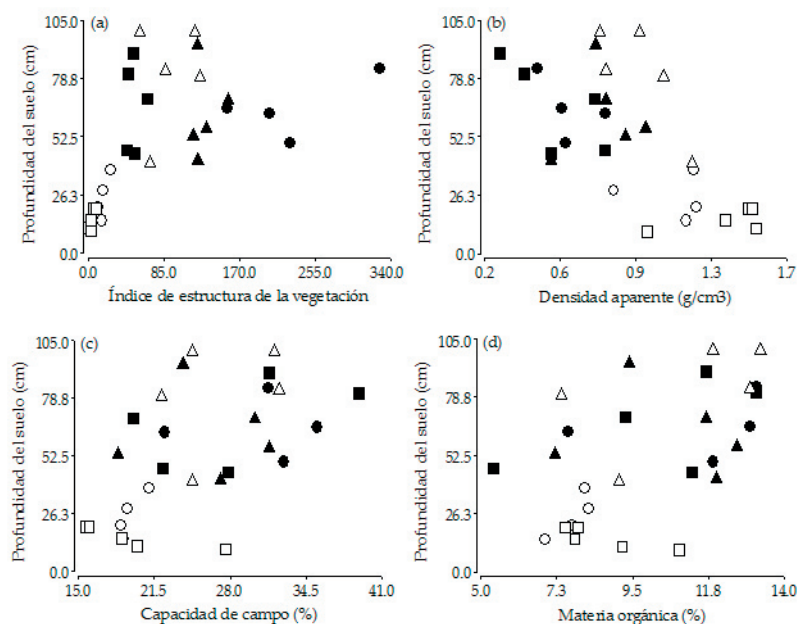 (a)
Profundidad del suelo (cm)
105.0
78.8
52.5
26.3
0.0
0.0 85.0 170.0 255.0 340.0
Índice de estructura de la vegetación
(b)
Profundidad del suelo (cm)
105.0
78.8
52.5
26.3
0.0
0.2 0.6 0.9 1.3 1.7
Densidad aparente (g/cm3)
(c)
Profundidad del suelo (cm)
105.0
78.8
52.5
26.3
0.0
15.0 21.5 28.0 34.5 41.0
Capacidad de campo (%)
(d)
Profundidad del suelo (cm)
105.0
78.8
52.5
26.3
0.0
5.0 7.3 9.5 11.8 14.0
Materia orgánica (%)